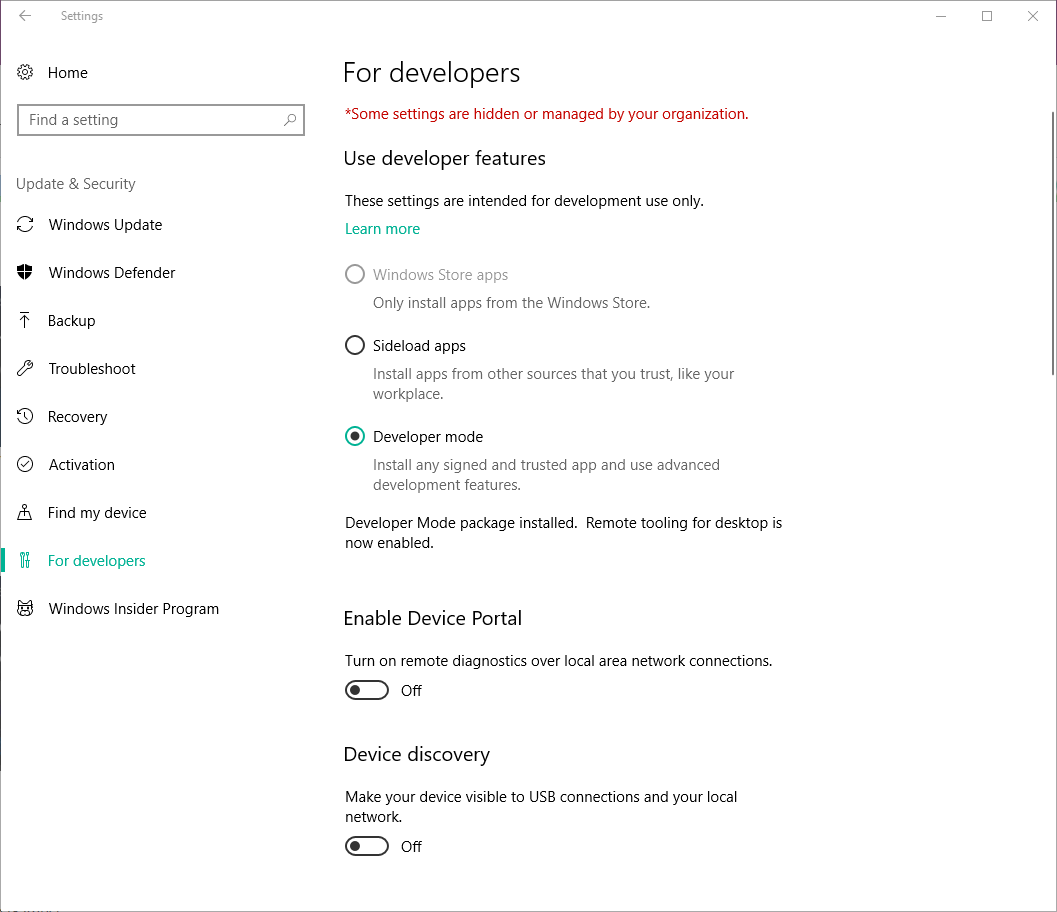 Settings
Home
Find a setting
Update & Security
Windows Update
Windows Defender
Backup
Troubleshoot
Recovery
Activation
Find my device
For developers
Windows Insider Program
For developers
*Some settings are hidden or managed by your organization.
Use developer features
These settings are intended for development use only.
Learn more
Windows Store apps
Only install apps from the Windows Store.
Sideload apps
Install apps from other sources that you trust, like your
workplace.
Developer mode
Install any signed and trusted app and use advanced
development features.
Developer Mode package installed.  Remote tooling for desktop is
now enabled.
Enable Device Portal
Turn on remote diagnostics over local area network connections.
Off
Device discovery
Make your device visible to USB connections and your local
network.
Off